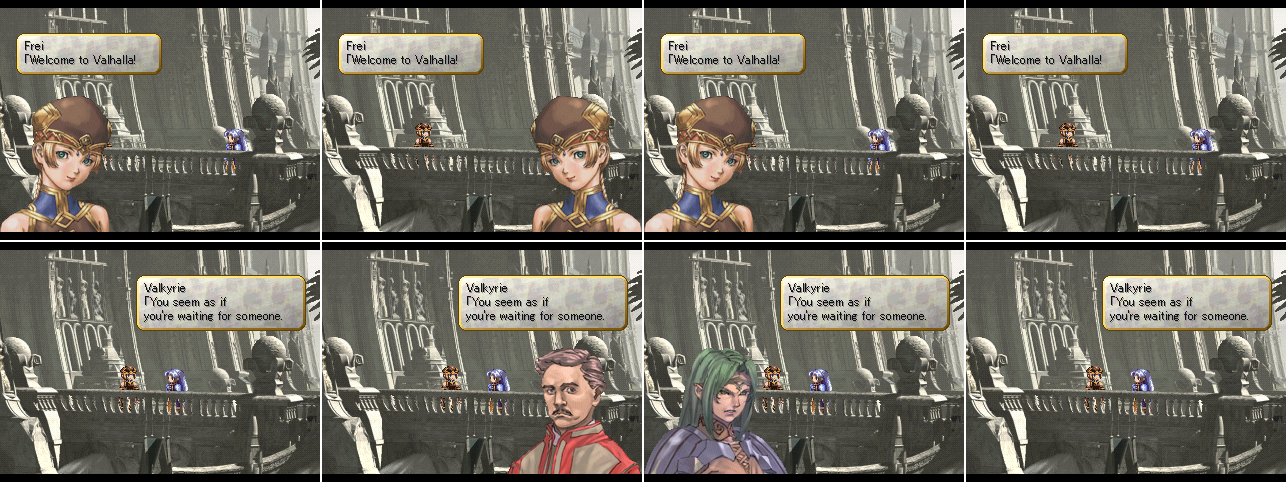 Frei
「Welcome to Valhalla!
Frei
「Welcome to Valhalla!
Frei
「Welcome to Valhalla!
Frei
「Welcome to Valhalla!
Valkyrie
「You seem as if
you're waiting for someone.
Valkyrie
「You seem as if
you're waiting for someone.
Valkyrie
「You seem as if
you're waiting for someone.
Valkyrie
「You seem as if
you're waiting for someone.